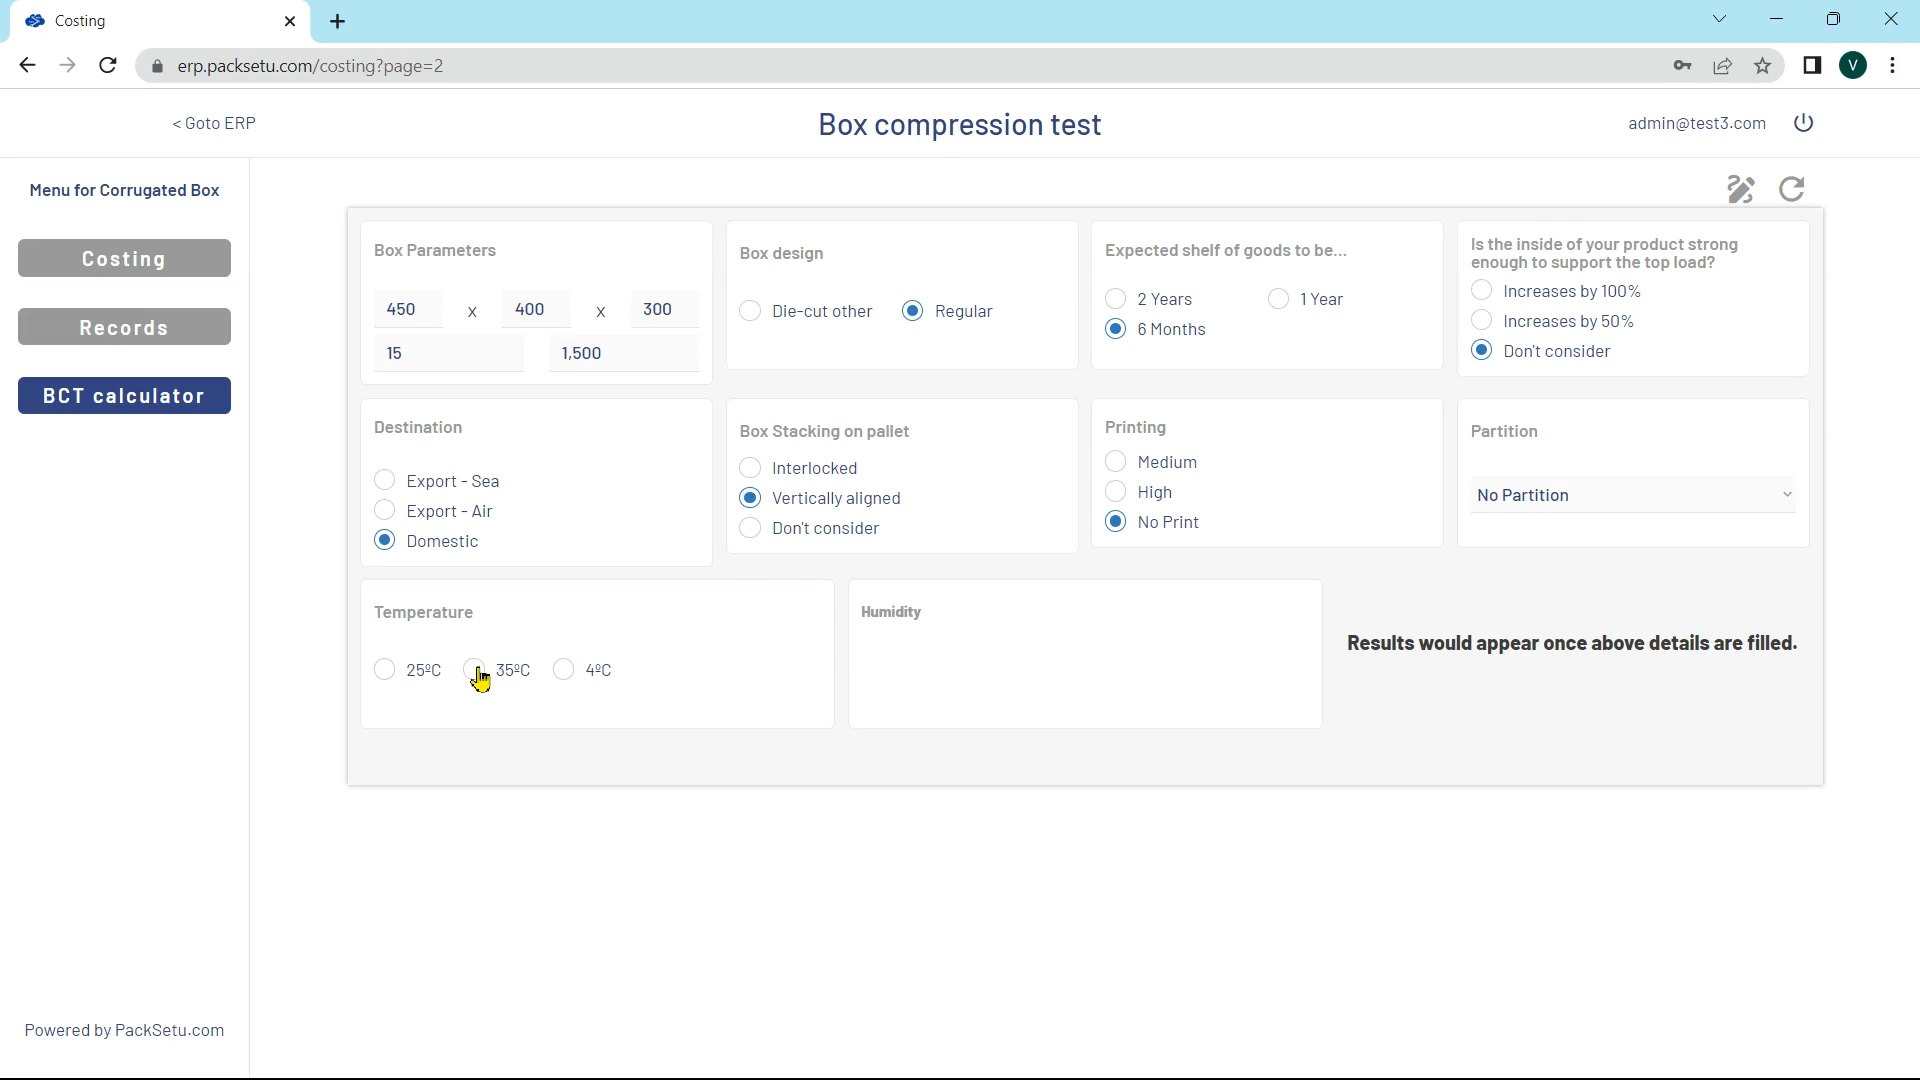 Costing
erp.packsetu.com/costing?page=2
V
< Goto ERP
Box compression test
admin@test3.com
Menu for Corrugated Box
Costing
Records
BCT calculator
Box Parameters
450 x 400 x 300
15 1,500
Box design
Die-cut other Regular
Expected shelf of goods to be...
2 Years 1 Year
6 Months
Is the inside of your product strong
enough to support the top load?
Increases by 100%
Increases by 50%
Don't consider
Destination
Export - Sea
Export - Air
Domestic
Box Stacking on pallet
Interlocked
Vertically aligned
Don't consider
Printing
Medium
High
No Print
Partition
No Partition
Temperature
25ºC 35ºC 4ºC
Humidity
Results would appear once above details are filled.
Powered by PackSetu.com